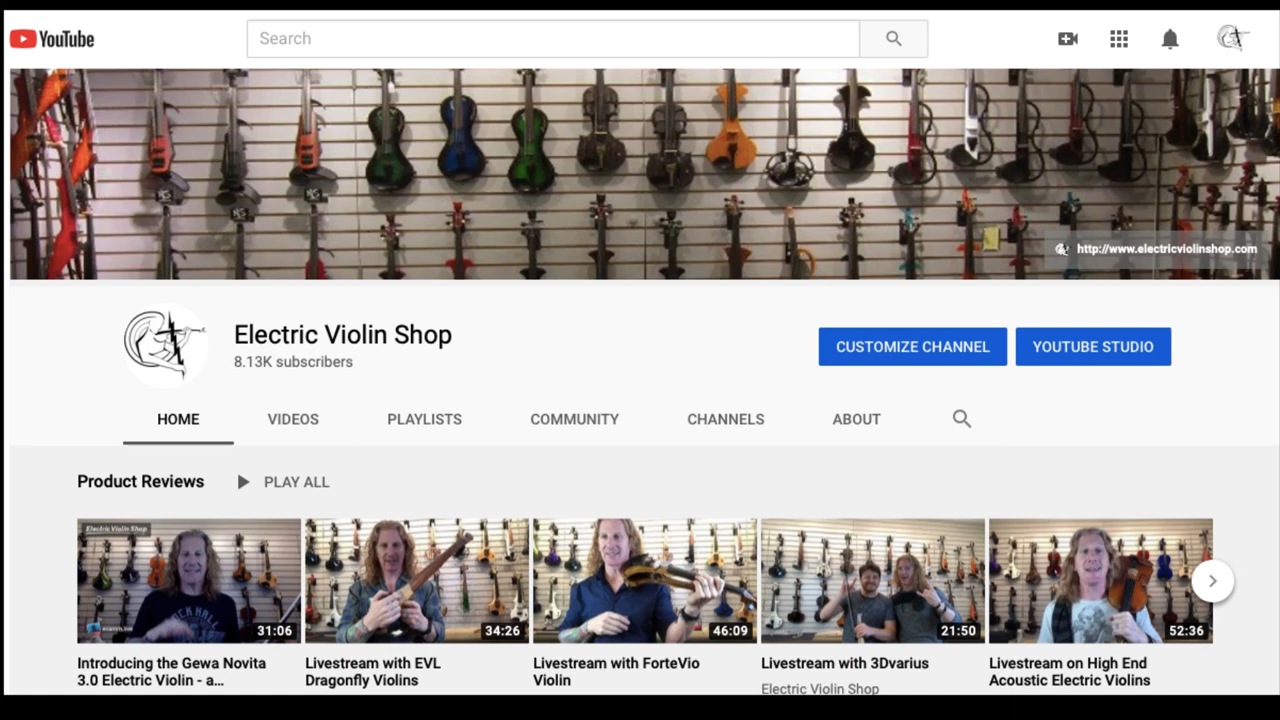 YouTube
Search
http://www.electricviolinshop.com
Electric Violin Shop
8.13K subscribers
CUSTOMIZE CHANNEL
YOUTUBE STUDIO
HOME
VIDEOS
PLAYLISTS
COMMUNITY
CHANNELS
ABOUT
Product Reviews
PLAY ALL
Electric Violin Shop
31:06
34:26
46:09
21:50
52:36
Introducing the Gewa Novita
3.0 Electric Violin - a...
Livestream with EVL
Dragonfly Violins
Livestream with ForteVio
Violin
Livestream with 3Dvarius
Electric Violin Shop
Livestream on High End
Acoustic Electric Violins